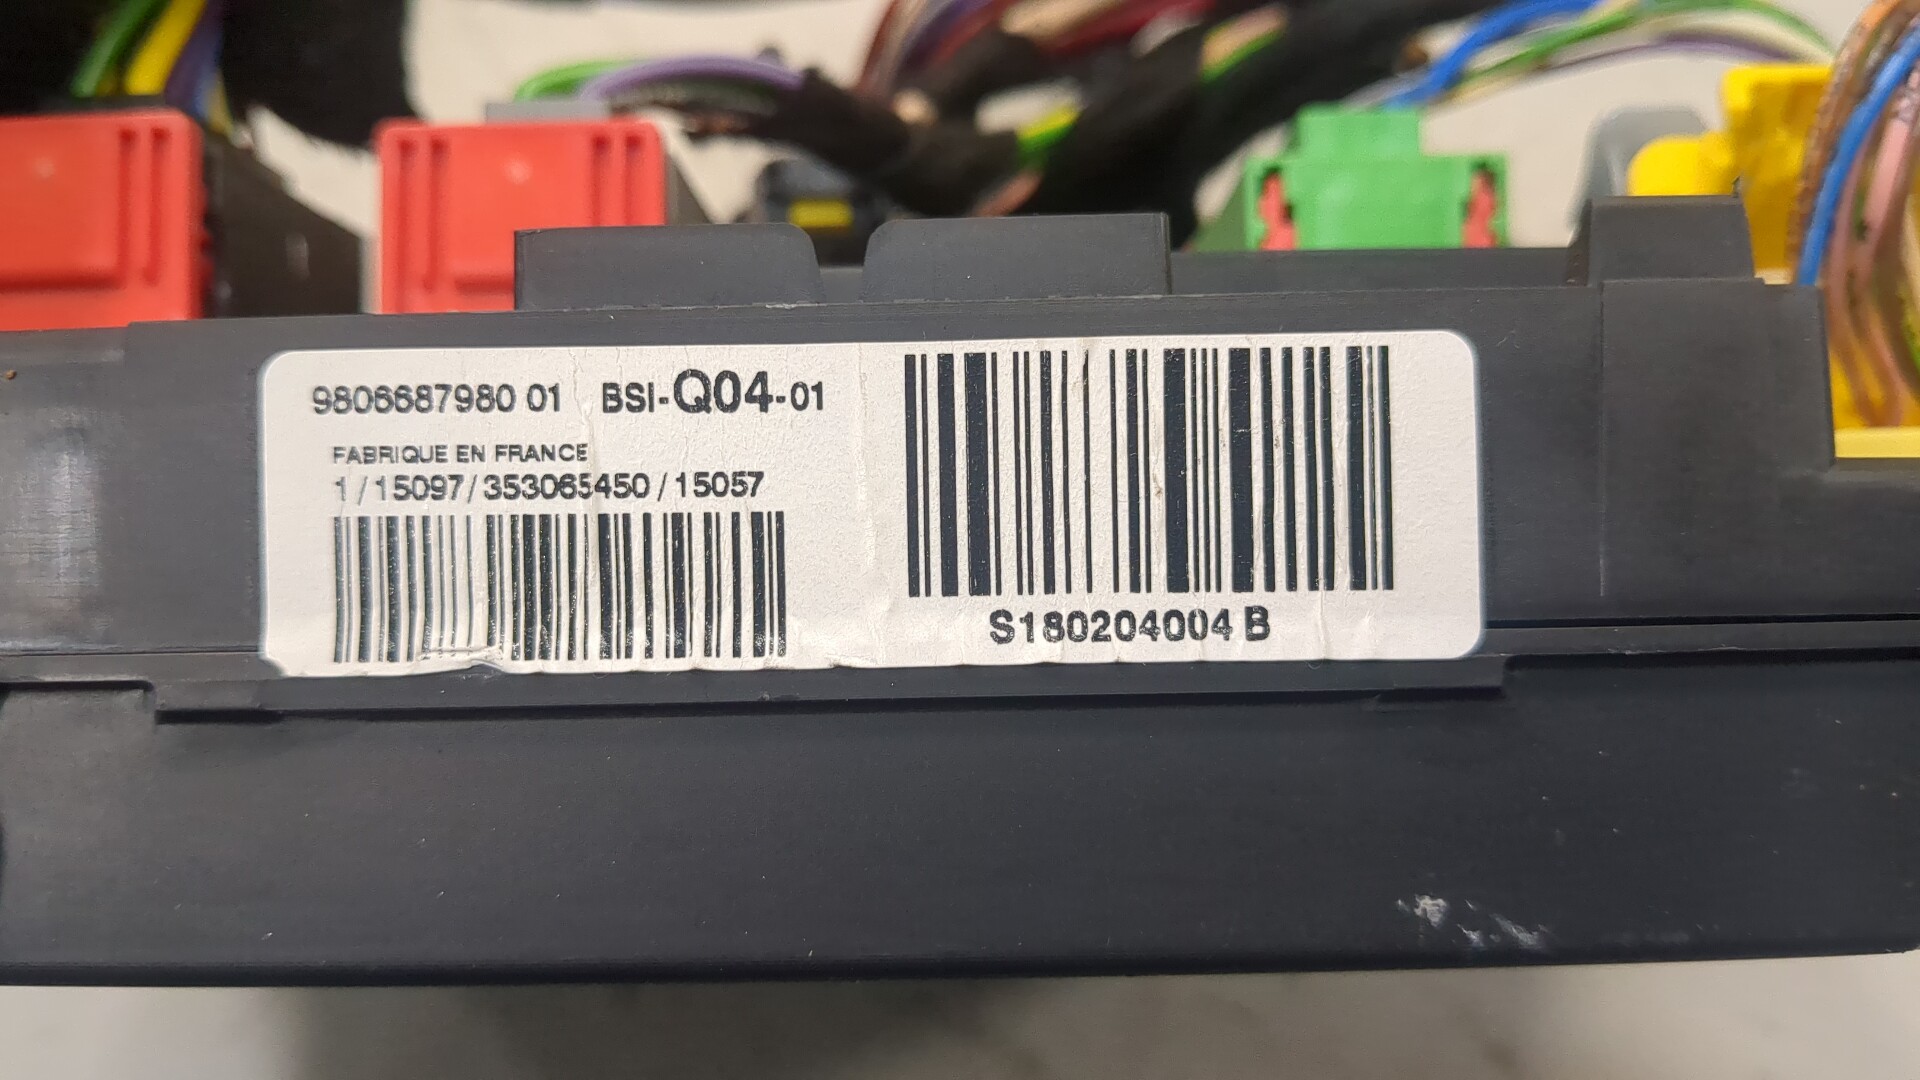 9806687980 01 BSI-Q04-01
FABRIQUE EN FRANCE
1/15097/353065450/15057
S180204004 B